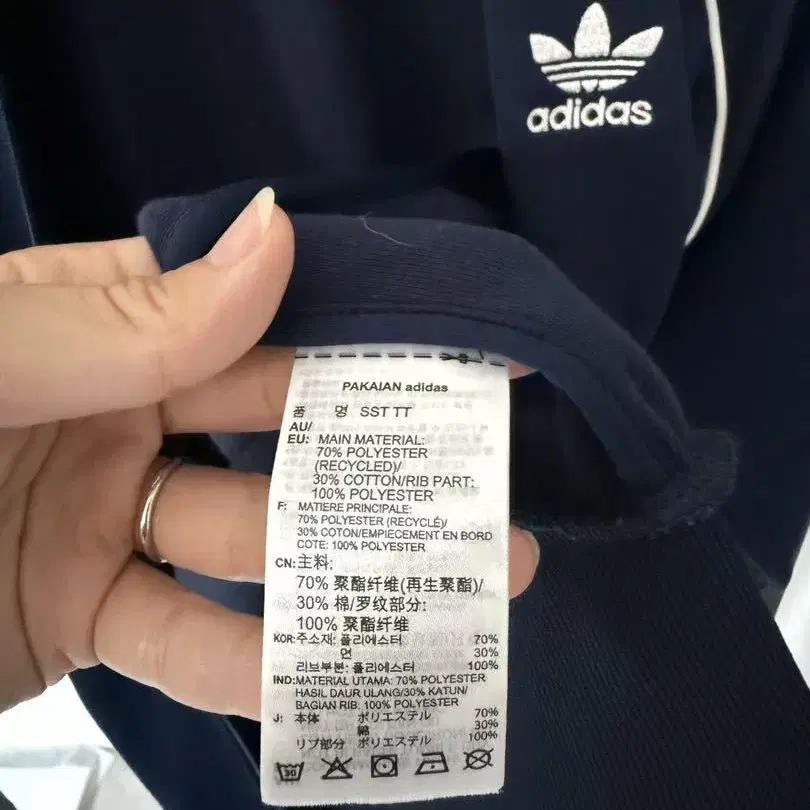 adidas
PAKAIAN adidas
품 명 SST TT
AU/
EU: MAIN MATERIAL:
70% POLYESTER
(RECYCLED)/
30% COTTON/RIB PART:
100% POLYESTER
F: MATIERE PRINCIPALE:
70% POLYESTER (RECYCLÉ)/
30% COTON/EMPIECEMENT EN BORD
COTE: 100% POLYESTER
CN:主料:
70% 聚酯纤维(再生聚酯)/
30% 棉/罗纹部分:
100% 聚酯纤维
KOR:주소재: 폴리에스터 70%
면 30%
리브부분: 폴리에스터 100%
IND:MATERIAL UTAMA: 70% POLYESTER
HASIL DAUR ULANG/30% KATUN/
BAGIAN RIB: 100% POLYESTER
J: 本体 ポリエステル 70%
綿 30%
リブ部分 ポリエステル 100%
30